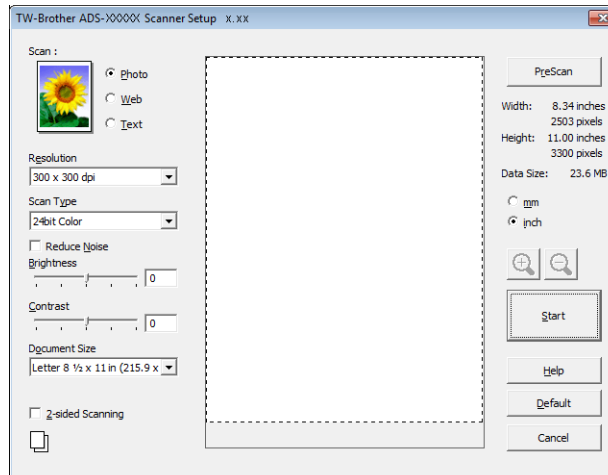 TW-Brother ADS-XXXXX Scanner Setup x.xx
Scan :
Photo
Web
Text
Resolution
300 x 300 dpi
Scan Type
24bit Color
Reduce Noise
Brightness
0
Contrast
0
Document Size
Letter 8 ½ x 11 in (215.9 x
2-sided Scanning
PreScan
Width: 8.34 inches
2503 pixels
Height: 11.00 inches
3300 pixels
Data Size: 23.6 MB
mm
inch
Start
Help
Default
Cancel